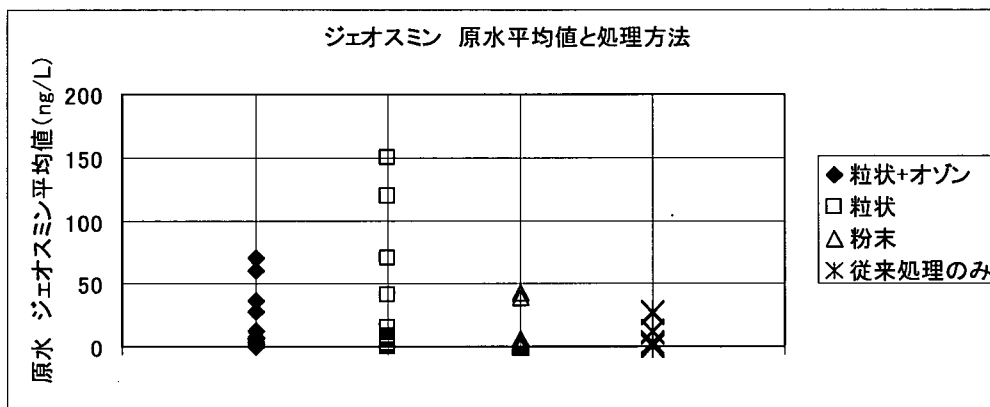 ジェオスミン 原水平均値と処理方法
原水 ジェオスミン平均値(ng/L)
200
150
100
50
0
粒状+オゾン
粒状
粉末
従来処理のみ